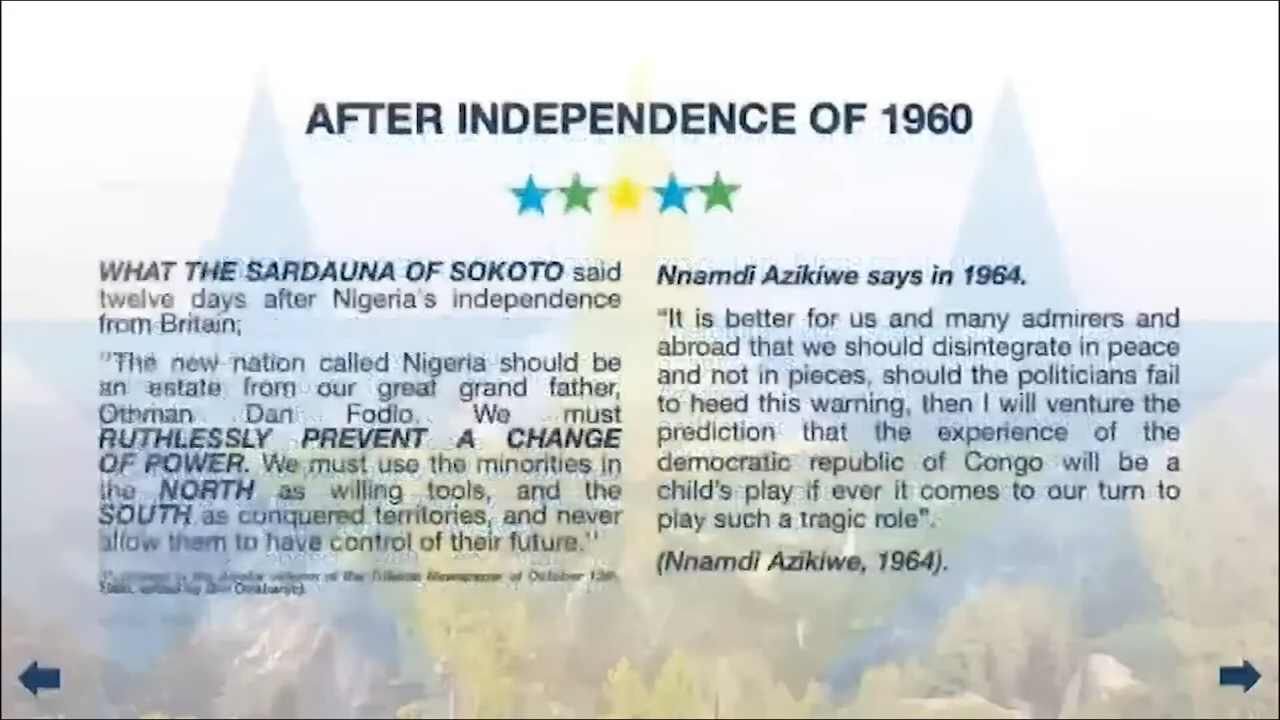 AFTER INDEPENDENCE OF 1960
WHAT THE SARDAUNA OF SOKOTO said
twelve days after Nigeria's independence
from Britain;
"The new nation called Nigeria should be
an estate from our great grand father,
Othman Dan Fodio. We must
RUTHLESSLY PREVENT A CHANGE
OF POWER. We must use the minorities in
the NORTH as willing tools, and the
SOUTH as conquered territories, and never
allow them to have control of their future."
of the Newspaper of October
Nnamdi Azikiwe says in 1964.
"It is better for us and many admirers and
abroad that we should disintegrate in peace
and not in pieces, should the politicians fail
to heed this warning, then I will venture the
prediction that the experience of the
democratic republic of Congo will be a
child's play if ever it comes to our turn to
play such a tragic role".
(Nnamdi Azikiwe, 1964).